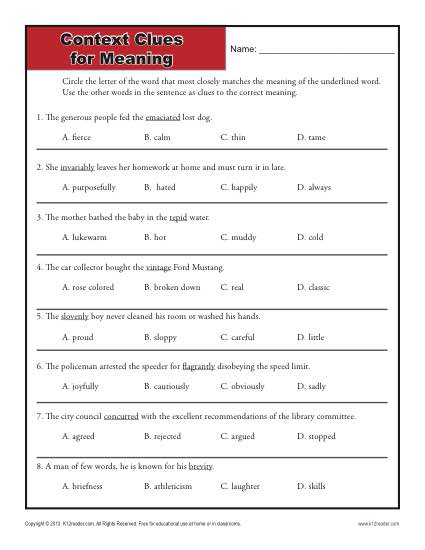 Context Clues
for Meaning
Name: ____________________________
Circle the letter of the word that most closely matches the meaning of the underlined word.
Use the other words in the sentence as clues to the correct meaning.
1. The generous people fed the emaciated lost dog.
A. fierce B. calm C. thin D. tame
2. She invariably leaves her homework at home and must turn it in late.
A. purposefully B. hated C. happily D. always
3. The mother bathed the baby in the tepid water.
A. lukewarm B. hot C. muddy D. cold
4. The car collector bought the vintage Ford Mustang.
A. rose colored B. broken down C. real D. classic
5. The slovenly boy never cleaned his room or washed his hands.
A. proud B. sloppy C. careful D. little
6. The policeman arrested the speeder for flagrantly disobeying the speed limit.
A. joyfully B. cautiously C. obviously D. sadly
7. The city council concurred with the excellent recommendations of the library committee.
A. agreed B. rejected C. argued D. stopped
8. A man of few words, he is known for his brevity.
A. briefness B. athleticism C. laughter D. skills
Copyright © 2013 K12reader.com. All Rights Reserved. Free for educational use at home or in classrooms. www.k12reader.com